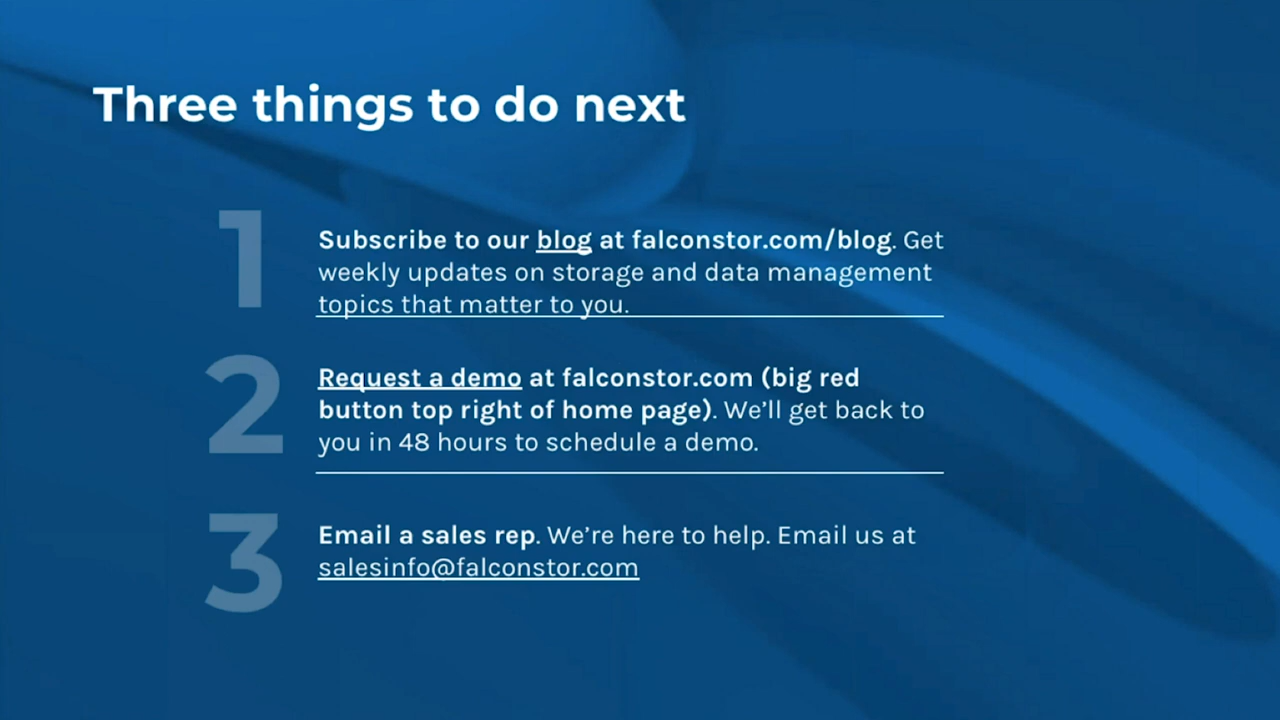 Three things to do next
1
Subscribe to our blog at falconstor.com/blog. Get
weekly updates on storage and data management
topics that matter to you.
2
Request a demo at falconstor.com (big red
button top right of home page). We’ll get back to
you in 48 hours to schedule a demo.
3
Email a sales rep. We’re here to help. Email us at
salesinfo@falconstor.com